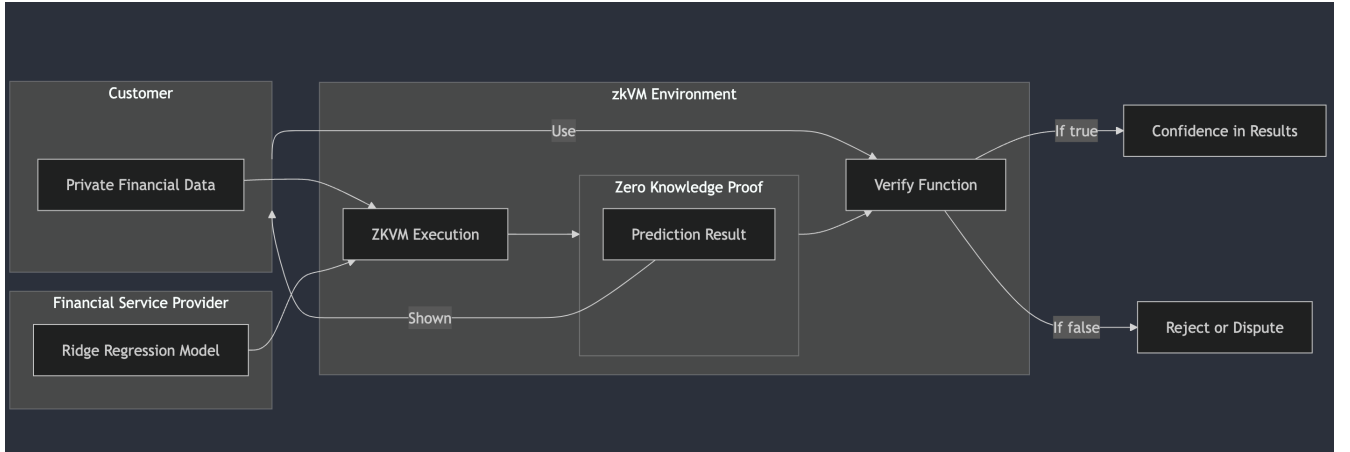 Customer
Private Financial Data
Financial Service Provider
Ridge Regression Model
zkVM Environment
Use
ZKVM Execution
Shown
Zero Knowledge Proof
Prediction Result
Verify Function
If true
Confidence in Results
If false
Reject or Dispute